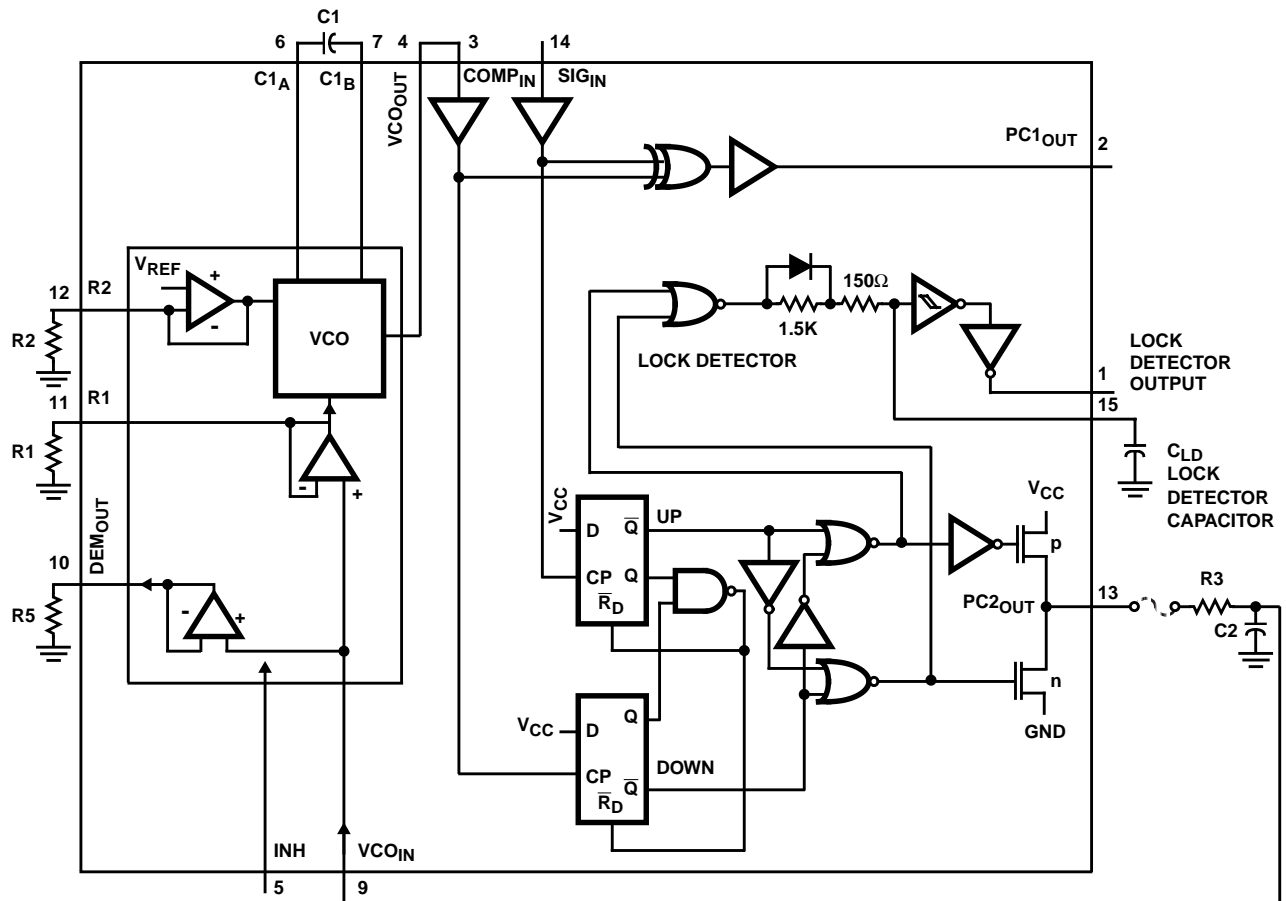 C1
6 7 4 3 14
C1A C1B VCOOUT COMPIN SIGIN
PC1OUT 2
VREF
+
-
12 R2
R2
VCO
150Ω
1.5K
LOCK DETECTOR
LOCK
DETECTOR
OUTPUT
1
15
11 R1
R1
-
+
CLD
LOCK
DETECTOR
CAPACITOR
VCC
DEMOUT
10
R5
-
+
VCC
D Q̅ UP
CP Q
R̅D
p
PC2OUT 13
R3
C2
n
GND
VCC D Q
CP Q̅ DOWN
R̅D
INH VCOIN
5 9